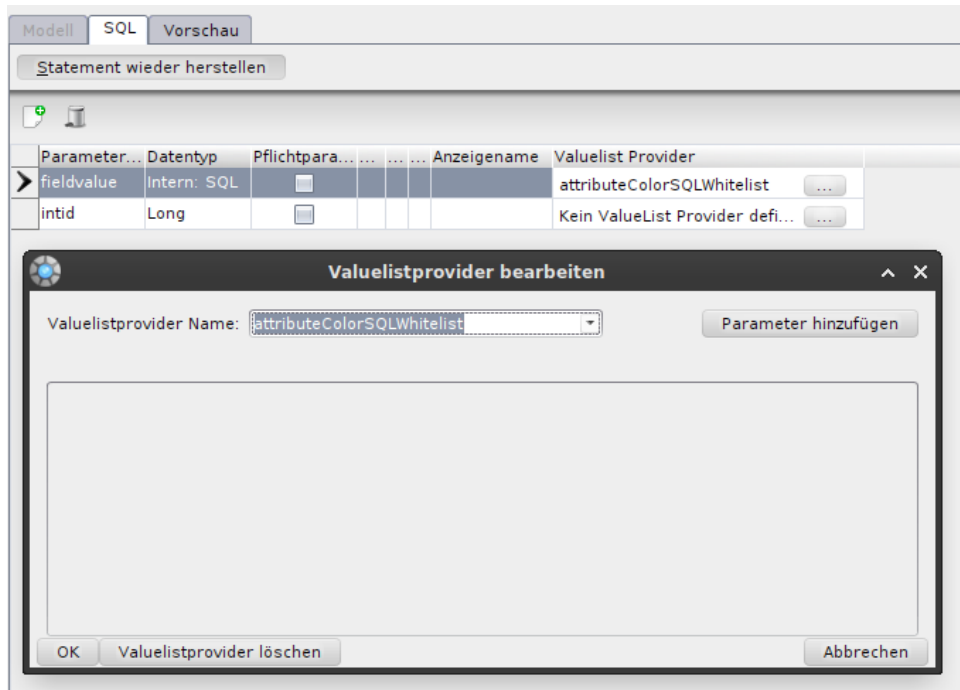 Modell SQL Vorschau
Statement wieder herstellen
Parameter... Datentyp Pflichtpara... ... ... ... Anzeigename Valuelist Provider
fieldvalue Intern: SQL attributeColorSQLWhitelist ...
intid Long Kein ValueList Provider defi... ...
Valuelistprovider bearbeiten
Valuelistprovider Name: attributeColorSQLWhitelist Parameter hinzufügen
OK Valuelistprovider löschen Abbrechen